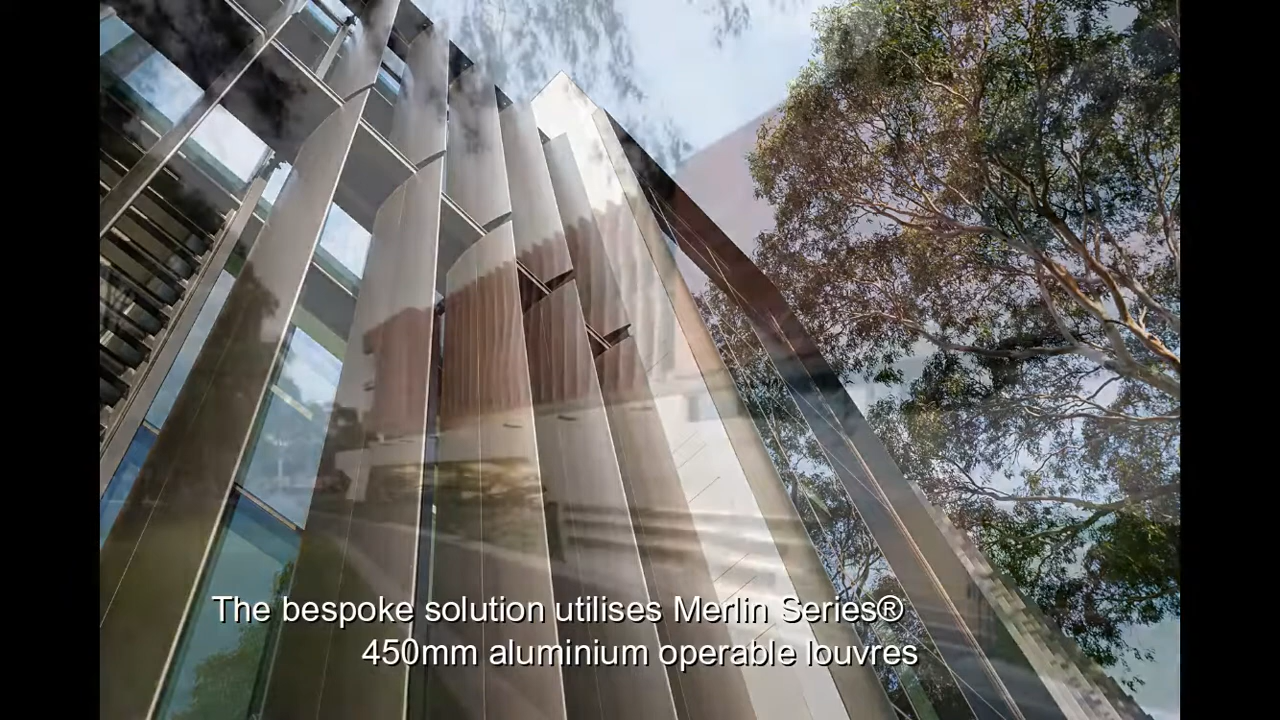 The bespoke solution utilises Merlin Series®
450mm aluminium operable louvres